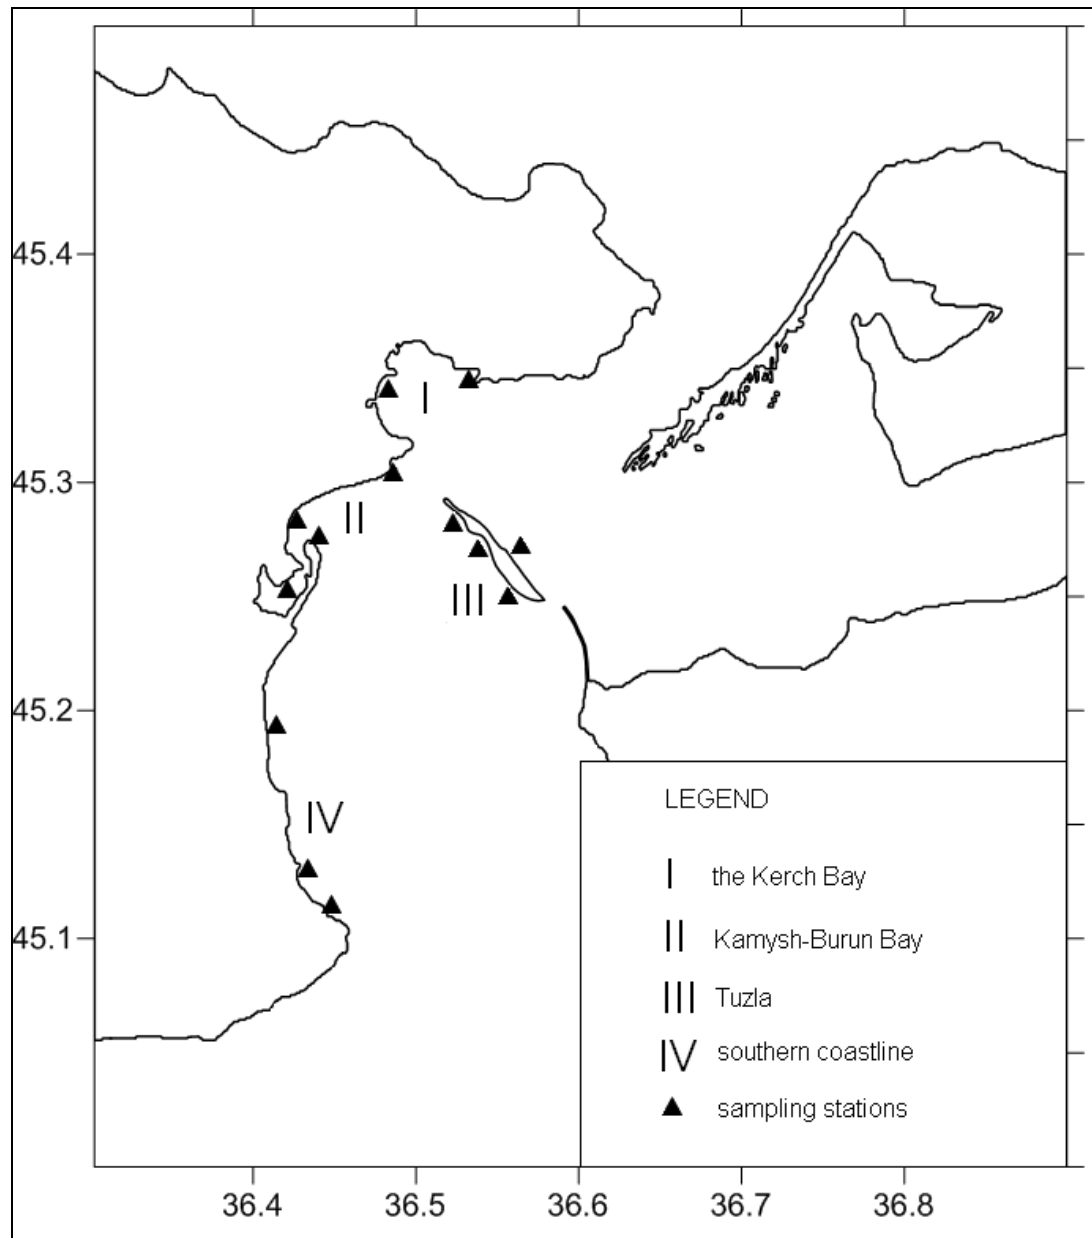 45.4
I
45.3
II
III
45.2
LEGEND
IV
I the Kerch Bay
II Kamysh-Burun Bay
45.1
III Tuzla
IV southern coastline
sampling stations
36.4 36.5 36.6 36.7 36.8